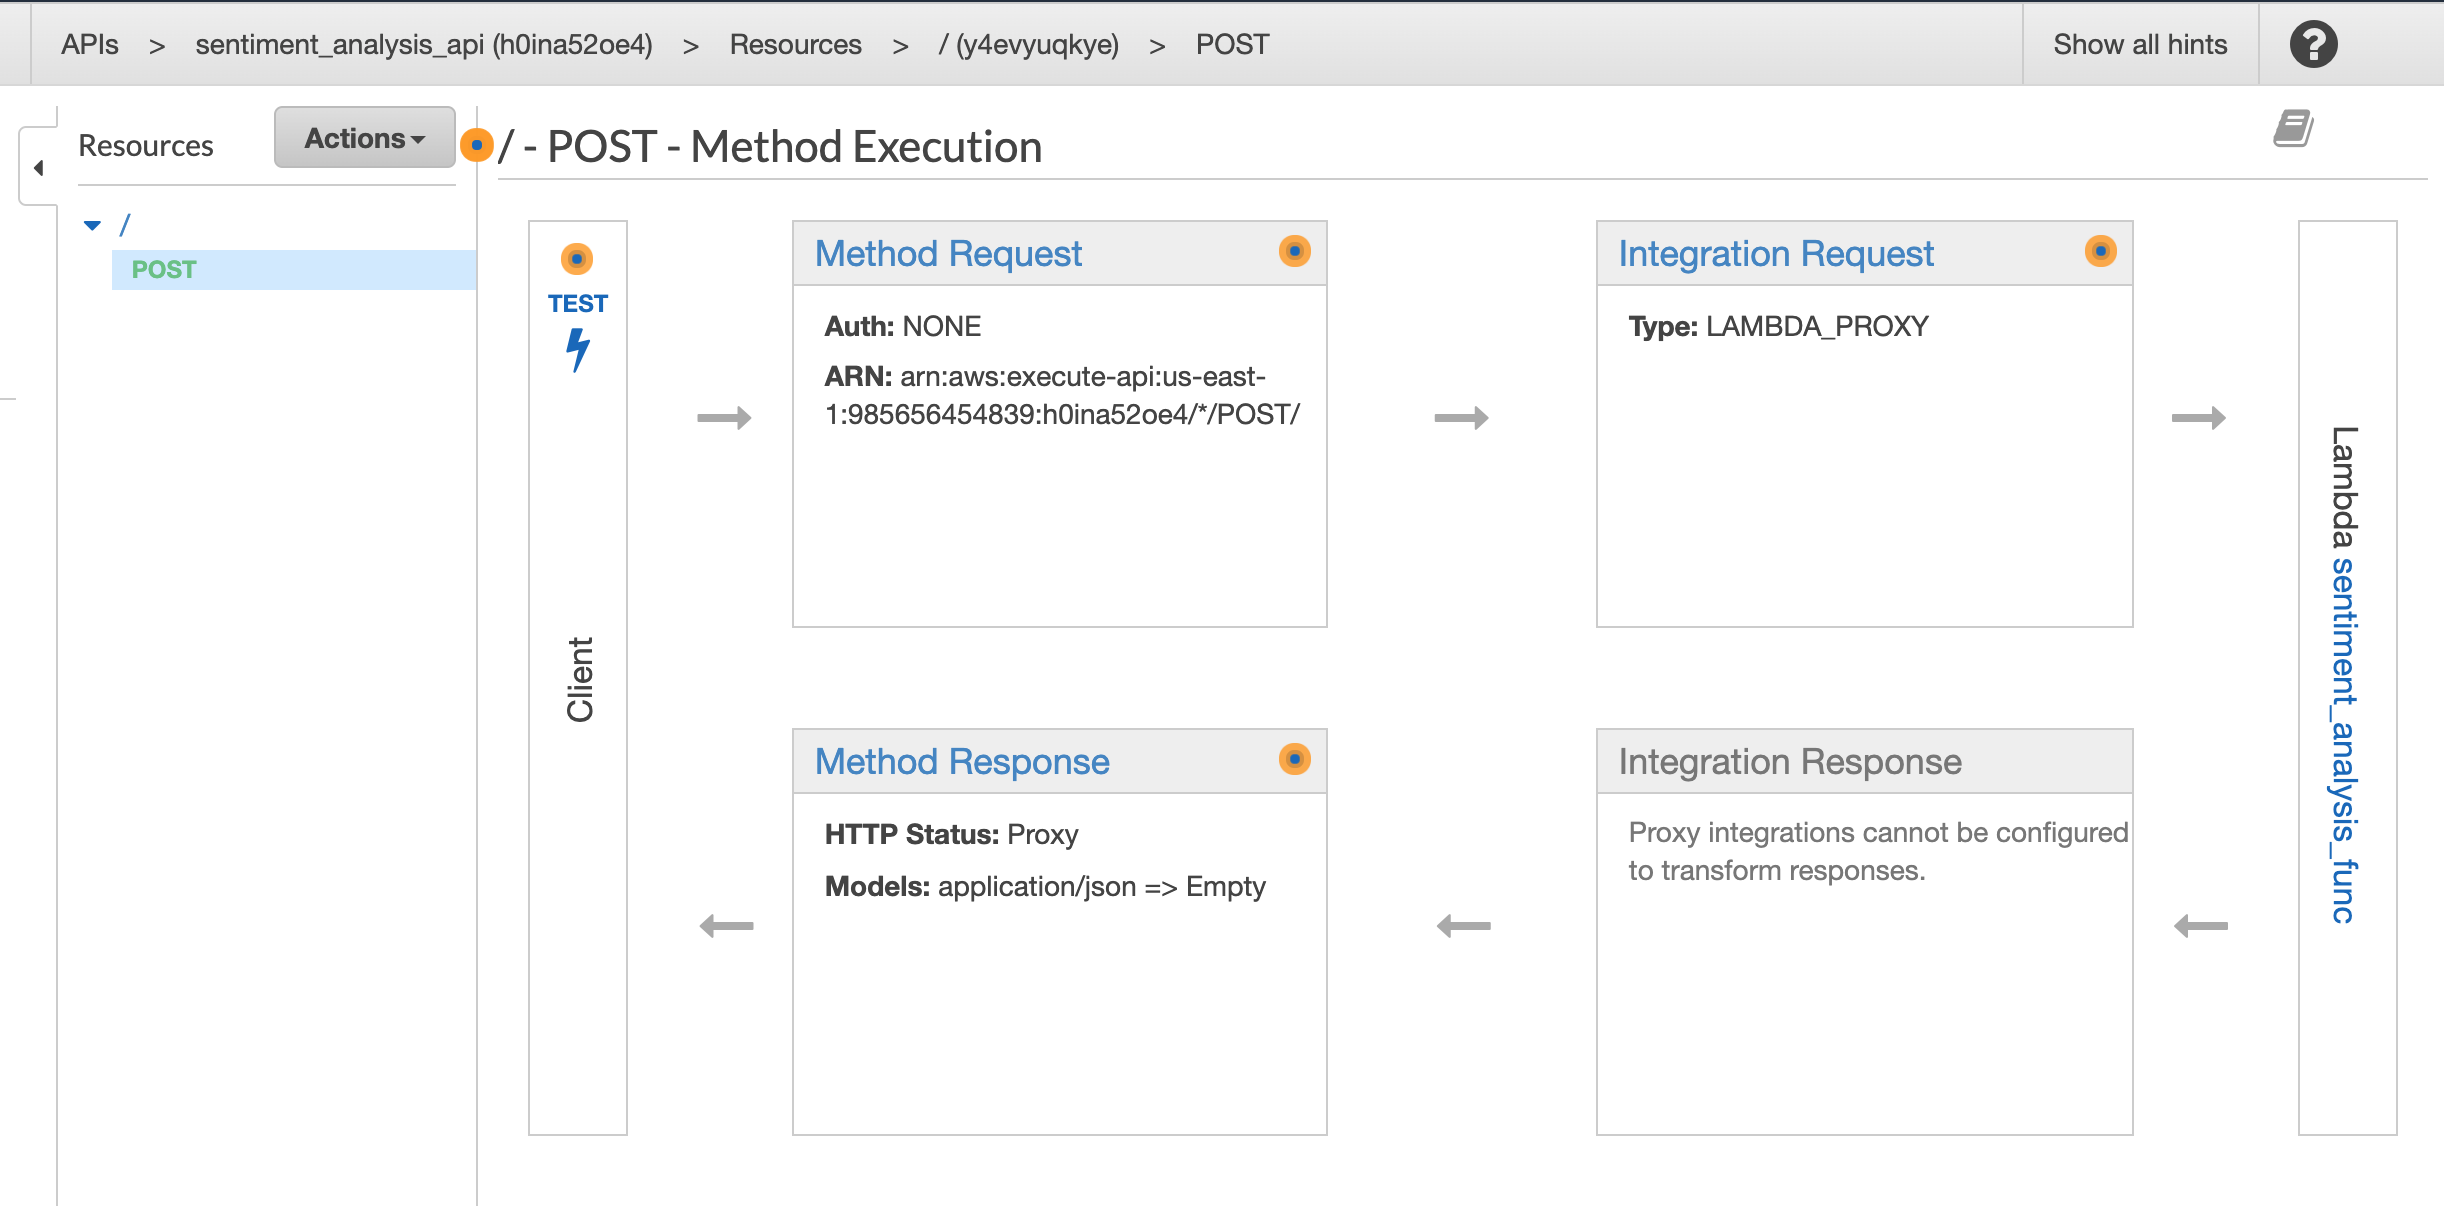 APIs > sentiment_analysis_api (h0ina52oe4) > Resources > / (y4evyuqkye) > POST
Show all hints
?
Resources
Actions
/ - POST - Method Execution
/
POST
TEST
Client
Method Request
Auth: NONE
ARN: arn:aws:execute-api:us-east-
1:985656454839:h0ina52oe4/*/POST/
Integration Request
Type: LAMBDA_PROXY
Lambda sentiment_analysis_func
Method Response
HTTP Status: Proxy
Models: application/json => Empty
Integration Response
Proxy integrations cannot be configured
to transform responses.